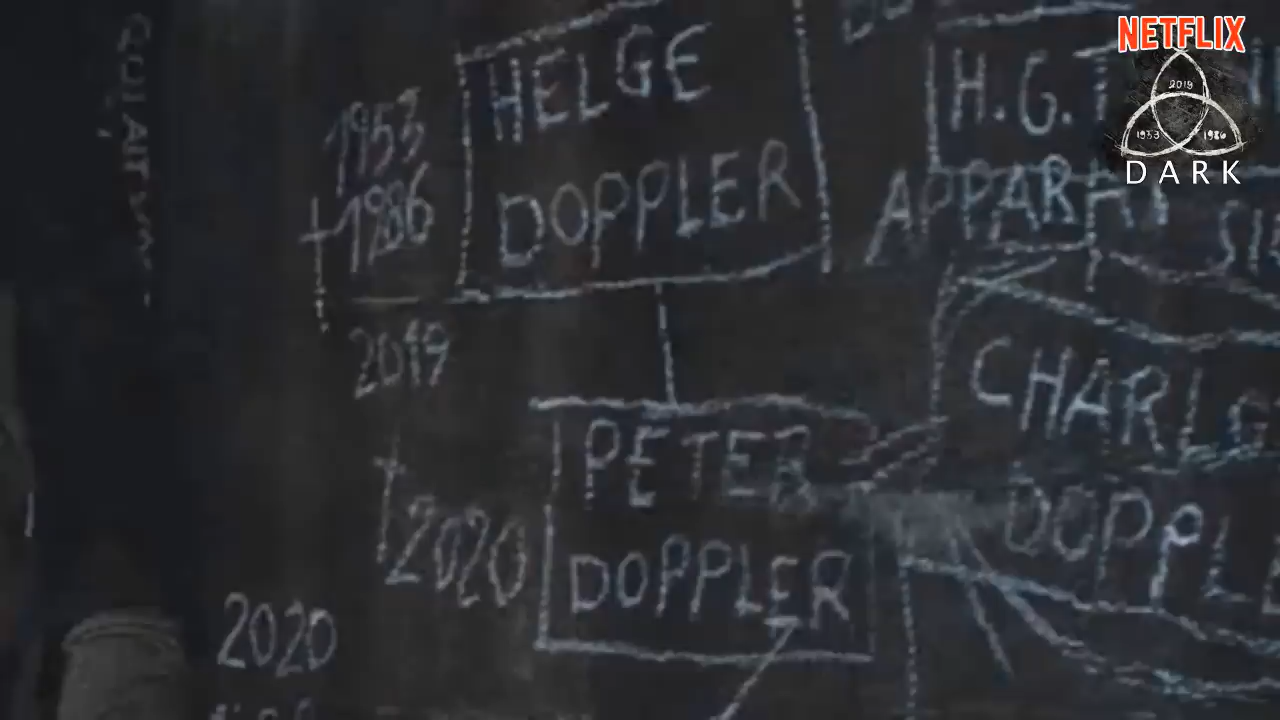 NETFLIX
2019
1953 1986
DARK
HELGE
DOPPLER
1953
†1986
2019
H.G.T
APPARAT
PETER
DOPPLER
†2020
2020